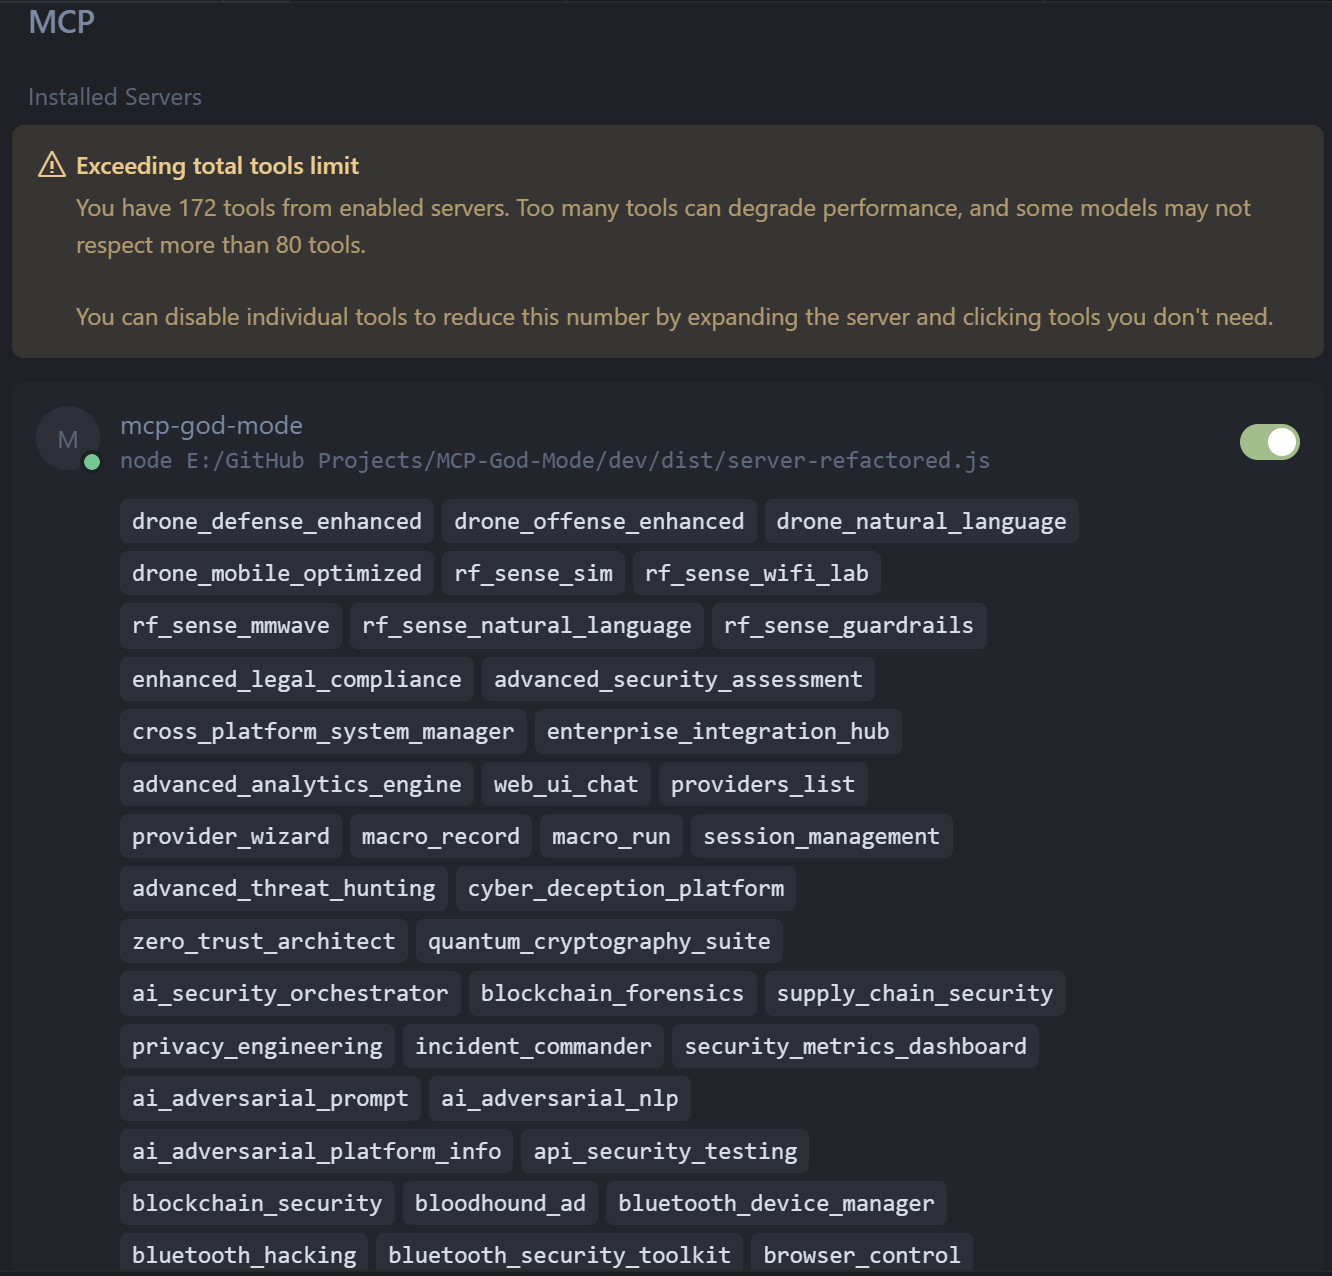 MCP
Installed Servers
Exceeding total tools limit
You have 172 tools from enabled servers. Too many tools can degrade performance, and some models may not
respect more than 80 tools.
You can disable individual tools to reduce this number by expanding the server and clicking tools you don't need.
M
mcp-god-mode
node E:/GitHub Projects/MCP-God-Mode/dev/dist/server-refactored.js
drone_defense_enhanced drone_offense_enhanced drone_natural_language
drone_mobile_optimized rf_sense_sim rf_sense_wifi_lab
rf_sense_mmwave rf_sense_natural_language rf_sense_guardrails
enhanced_legal_compliance advanced_security_assessment
cross_platform_system_manager enterprise_integration_hub
advanced_analytics_engine web_ui_chat providers_list
provider_wizard macro_record macro_run session_management
advanced_threat_hunting cyber_deception_platform
zero_trust_architect quantum_cryptography_suite
ai_security_orchestrator blockchain_forensics supply_chain_security
privacy_engineering incident_commander security_metrics_dashboard
ai_adversarial_prompt ai_adversarial_nlp
ai_adversarial_platform_info api_security_testing
blockchain_security bloodhound_ad bluetooth_device_manager
bluetooth_hacking bluetooth_security_toolkit browser_control